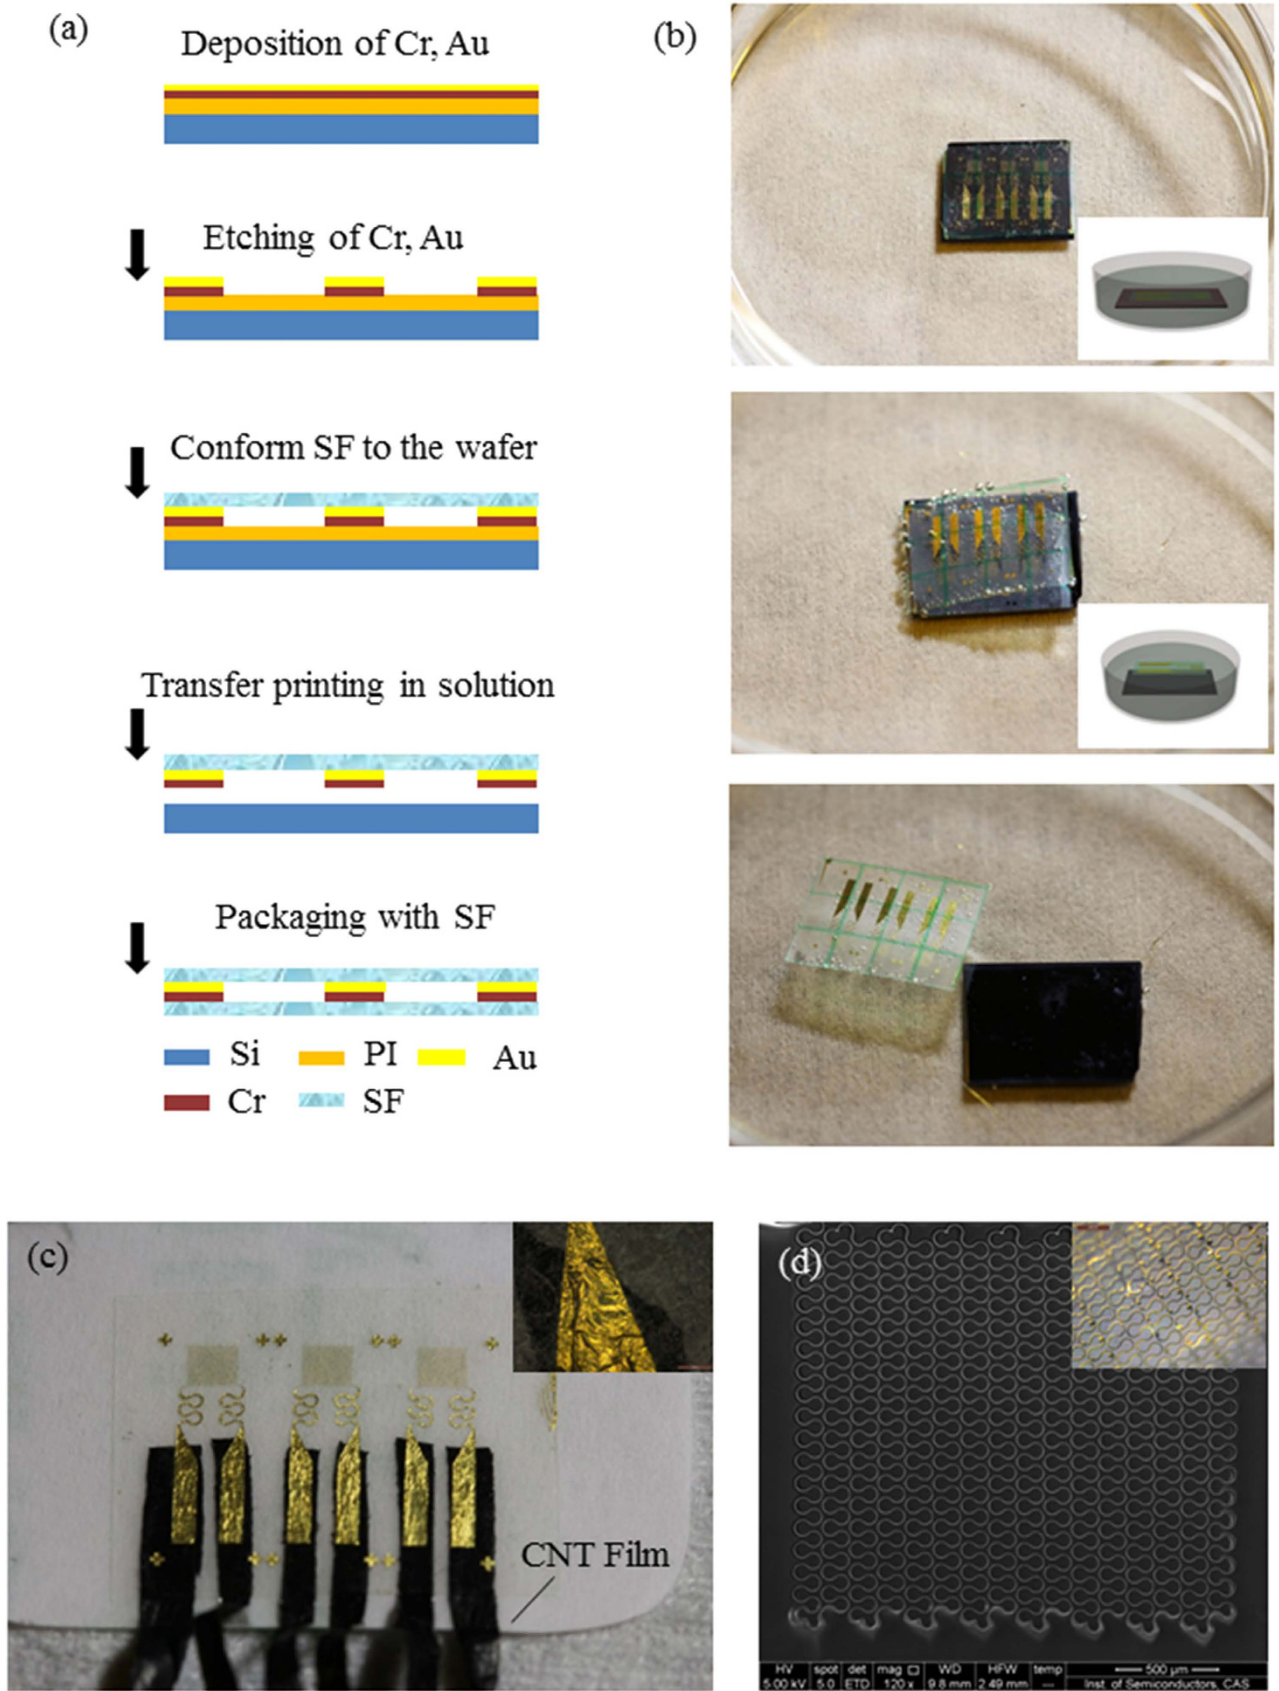 (a)
Deposition of Cr, Au
Etching of Cr, Au
Conform SF to the wafer
Transfer printing in solution
Packaging with SF
Si
PI
Au
Cr
SF
(b)
(c)
CNT Film
(d)
HV spot det mag WD HFW temp 500 µm
5.00 kV 5.0 ETD 120 x 9.8 mm 2.49 mm --- Inst. of Semiconductors, CAS